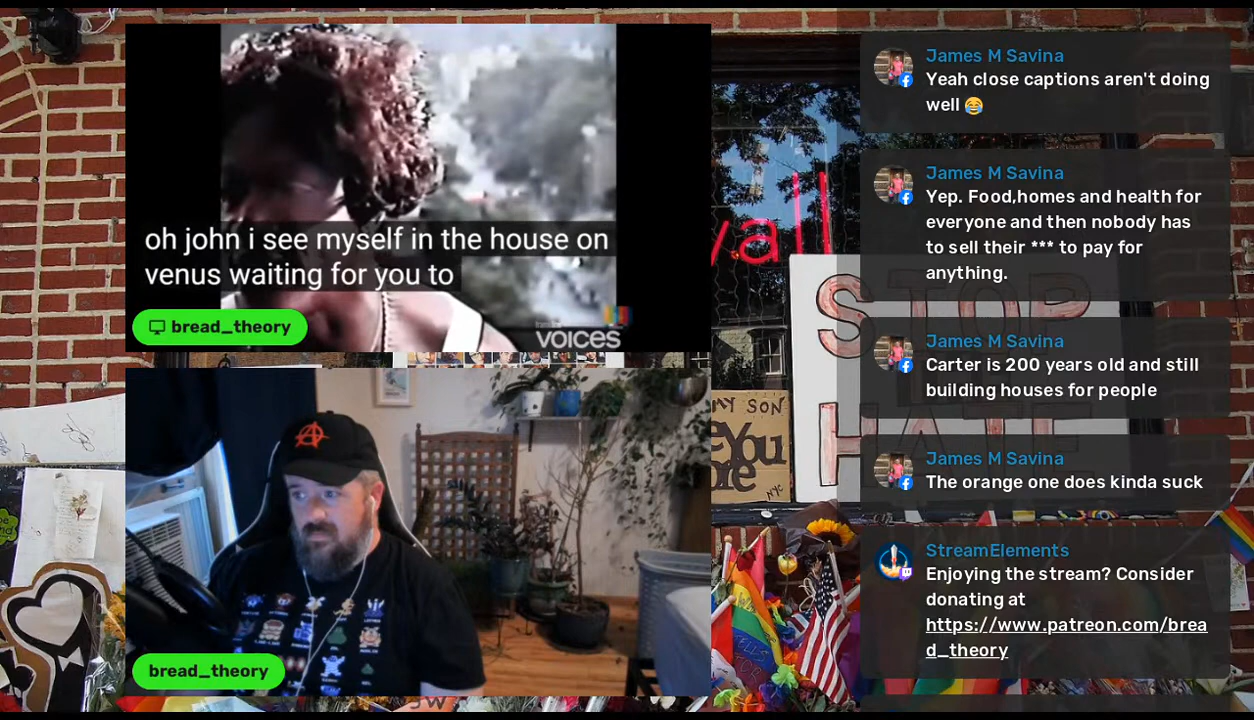 oh john i see myself in the house on
venus waiting for you to
voices
bread_theory
bread_theory
STOP
HATE
MY SON
NYC
James M Savina
Yeah close captions aren't doing
well 😂
James M Savina
Yep. Food,homes and health for
everyone and then nobody has
to sell their *** to pay for
anything.
James M Savina
Carter is 200 years old and still
building houses for people
James M Savina
The orange one does kinda suck
StreamElements
Enjoying the stream? Consider
donating at
https://www.patreon.com/brea
d_theory